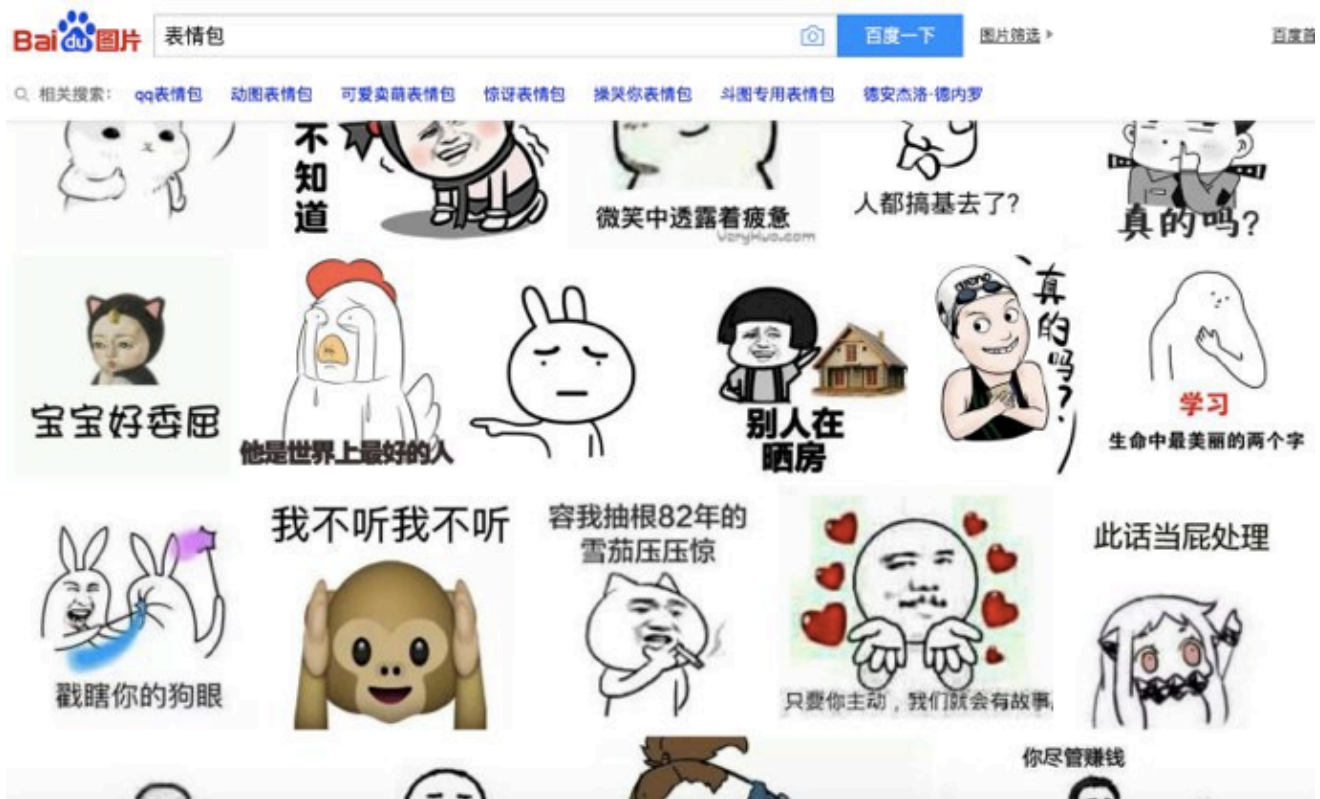 Bai du 图片
表情包
百度一下
图片筛选
百度首
相关搜索: qq表情包 动图表情包 可爱卖萌表情包 惊讶表情包 操哭你表情包 斗图专用表情包 德安杰洛·德内罗
不知道
微笑中透露着疲惫
人都搞基去了?
真的吗?
宝宝好委屈
他是世界上最好的人
别人在
晒房
arena
真的吗?
学习
生命中最美丽的两个字
戳瞎你的狗眼
我不听我不听
容我抽根82年的
雪茄压压惊
只要你主动,我们就会有故事
此话当屁处理
你尽管赚钱